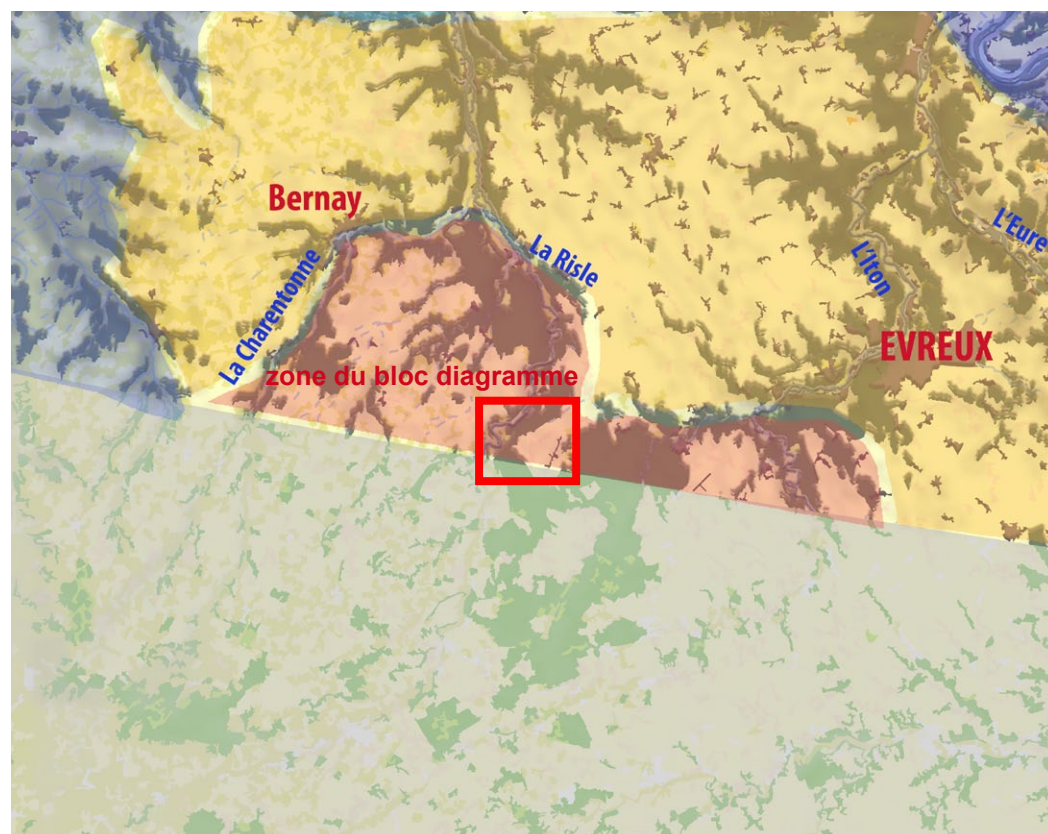 Bernay
La Charentonne
La Risle
L'Iton
L'Eure
EVREUX
zone du bloc diagramme